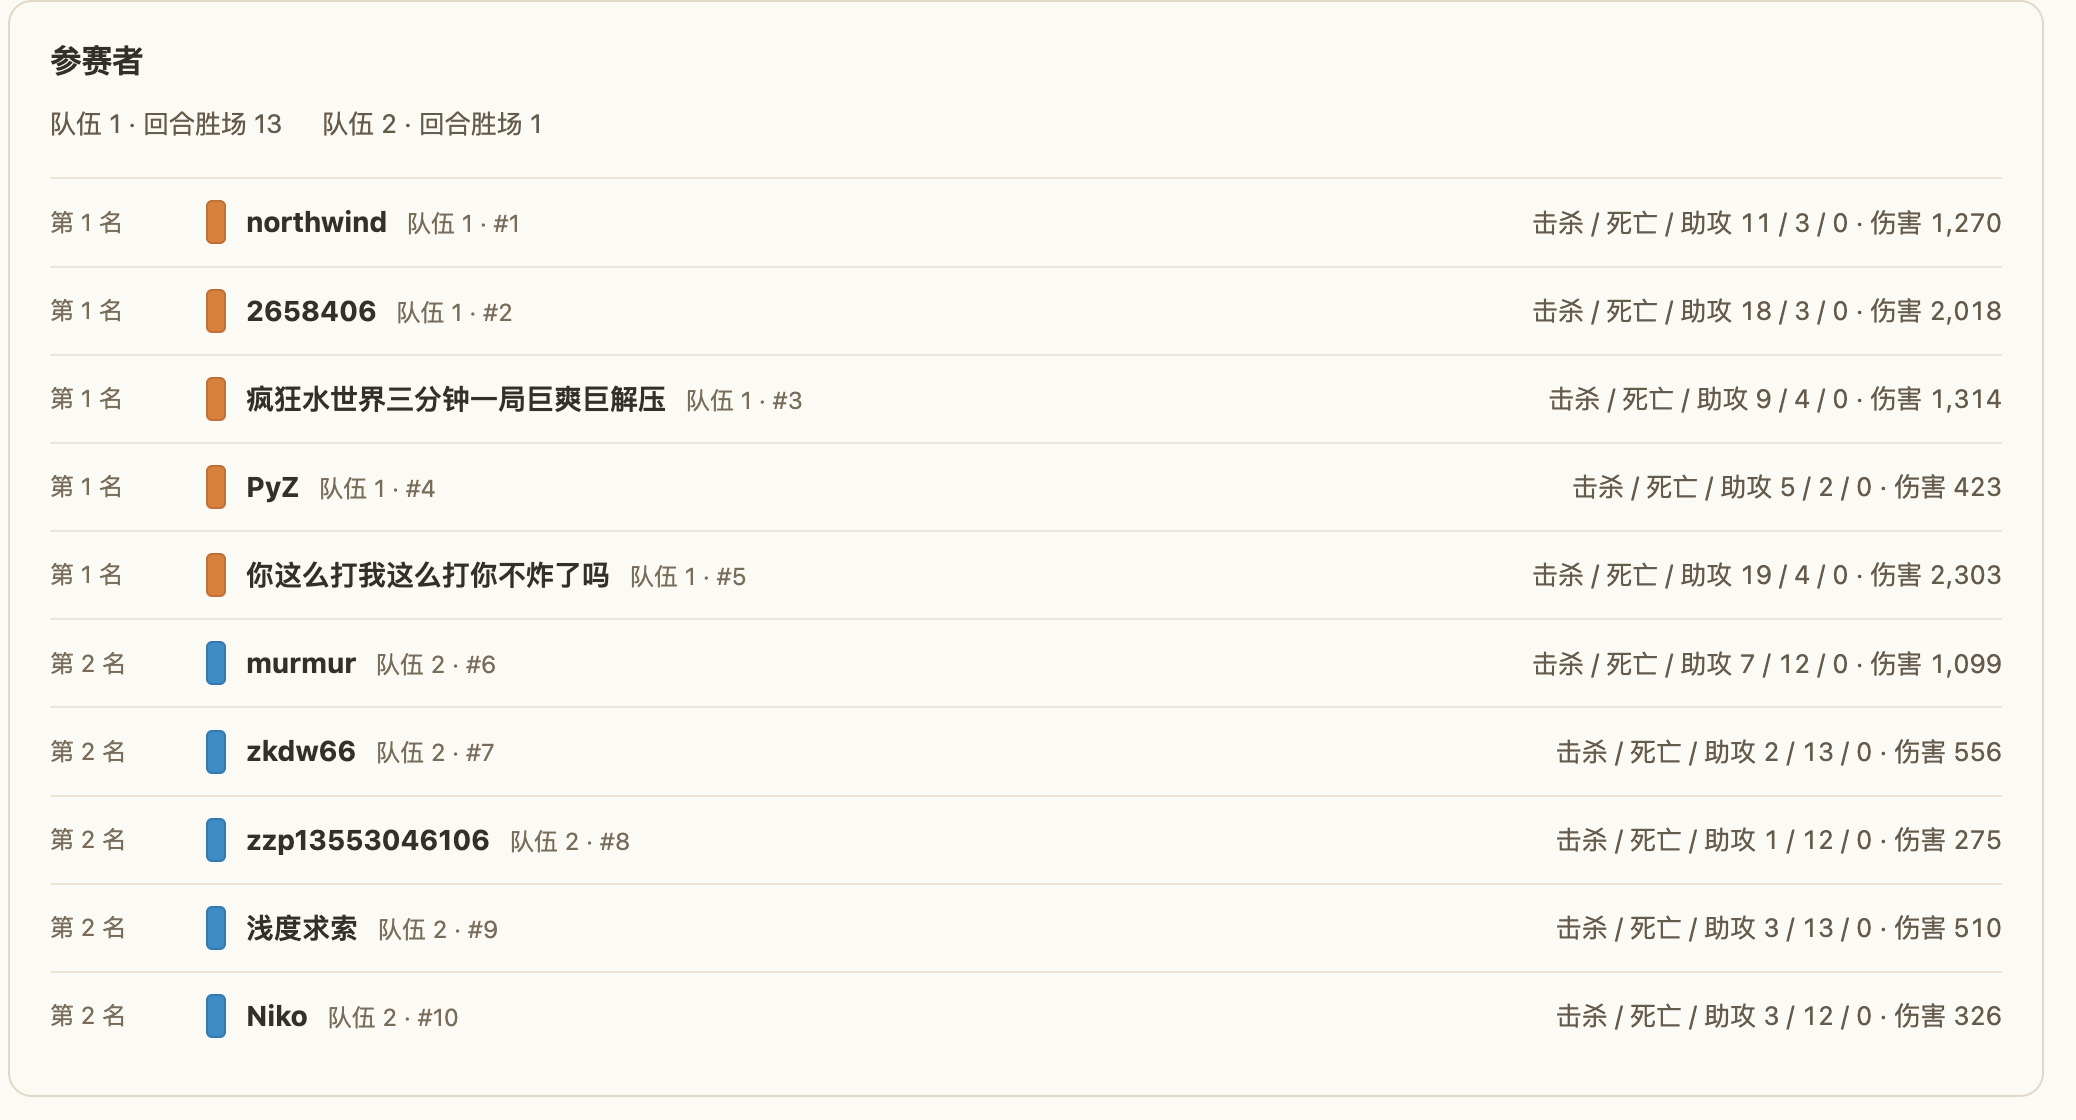 参赛者
队伍 1 · 回合胜场 13 队伍 2 · 回合胜场 1
第 1 名 northwind 队伍 1 · #1 击杀 / 死亡 / 助攻 11 / 3 / 0 · 伤害 1,270
第 1 名 2658406 队伍 1 · #2 击杀 / 死亡 / 助攻 18 / 3 / 0 · 伤害 2,018
第 1 名 疯狂水世界三分钟一局巨爽巨解压 队伍 1 · #3 击杀 / 死亡 / 助攻 9 / 4 / 0 · 伤害 1,314
第 1 名 PyZ 队伍 1 · #4 击杀 / 死亡 / 助攻 5 / 2 / 0 · 伤害 423
第 1 名 你这么打我这么打你不炸了吗 队伍 1 · #5 击杀 / 死亡 / 助攻 19 / 4 / 0 · 伤害 2,303
第 2 名 murmur 队伍 2 · #6 击杀 / 死亡 / 助攻 7 / 12 / 0 · 伤害 1,099
第 2 名 zkdw66 队伍 2 · #7 击杀 / 死亡 / 助攻 2 / 13 / 0 · 伤害 556
第 2 名 zzp13553046106 队伍 2 · #8 击杀 / 死亡 / 助攻 1 / 12 / 0 · 伤害 275
第 2 名 浅度求索 队伍 2 · #9 击杀 / 死亡 / 助攻 3 / 13 / 0 · 伤害 510
第 2 名 Niko 队伍 2 · #10 击杀 / 死亡 / 助攻 3 / 12 / 0 · 伤害 326